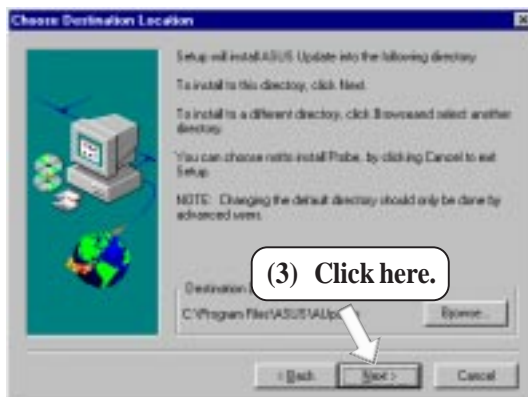 Choose Destination Location
Setup will install ASUS Update into the following directory.
To install to this directory, click Next.
To install to a different directory, click Browse and select another
directory.
You can choose not to install Probe, by clicking Cancel to exit
Setup.
NOTE: Changing the default directory should only be done by
advanced users.
(3) Click here.
Destination
C:\Program Files\ASUS\AUpdate
Browse...
< Back
Next >
Cancel